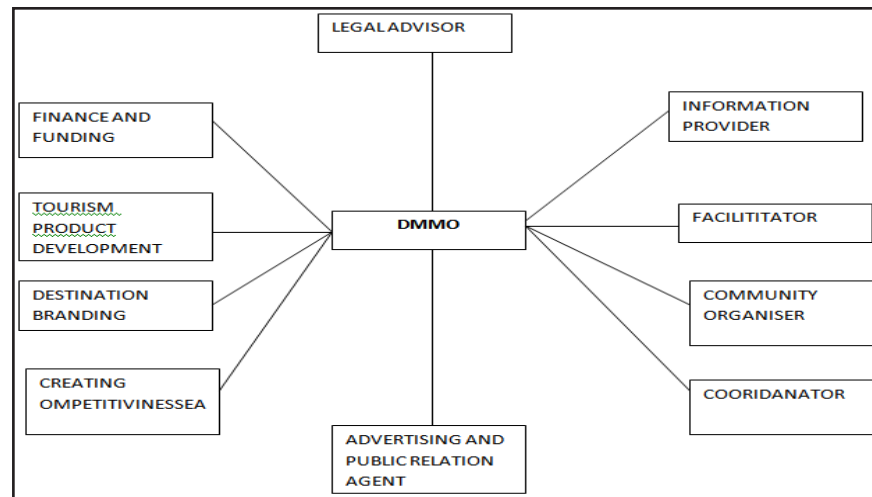 LEGAL ADVISOR
FINANCE AND
FUNDING
INFORMATION
PROVIDER
TOURISM
PRODUCT
DEVELOPMENT
DMMO
FACILITITATOR
DESTINATION
BRANDING
COMMUNITY
ORGANISER
CREATING
OMPETITIVINESSEA
COORIDANATOR
ADVERTISING AND
PUBLIC RELATION
AGENT